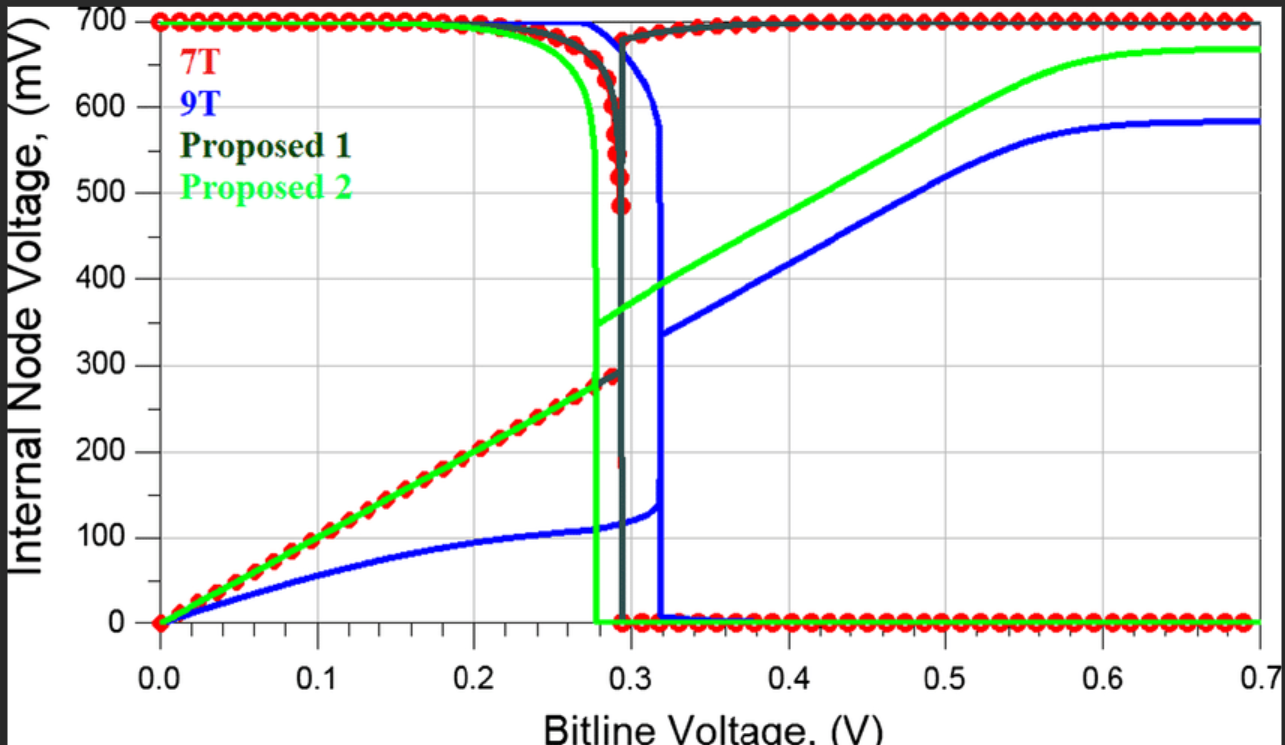 Internal Node Voltage, (mV)
700
600
500
400
300
200
100
0
7T
9T
Proposed 1
Proposed 2
0.0 0.1 0.2 0.3 0.4 0.5 0.6 0.7
Bitline Voltage, (V)